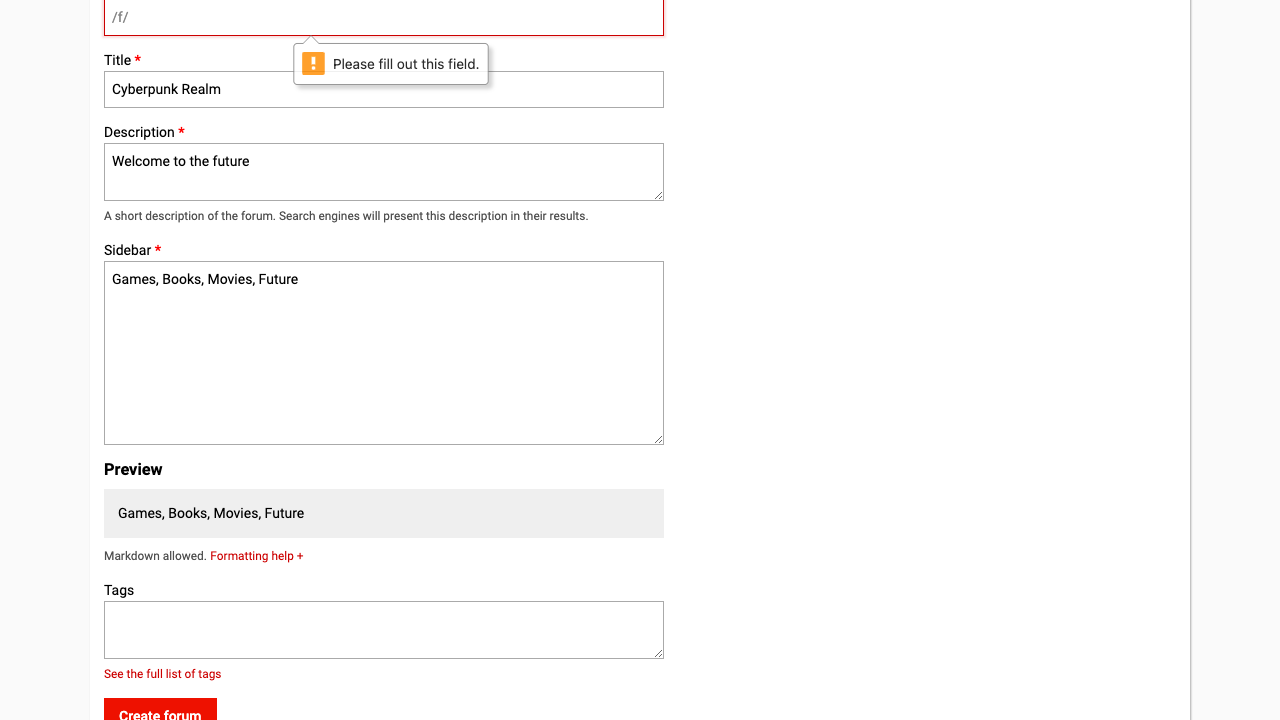 /f/
Please fill out this field.
Title *
Cyberpunk Realm
Description *
Welcome to the future
A short description of the forum. Search engines will present this description in their results.
Sidebar *
Games, Books, Movies, Future
Preview
Games, Books, Movies, Future
Markdown allowed. Formatting help +
Tags
See the full list of tags
Create forum